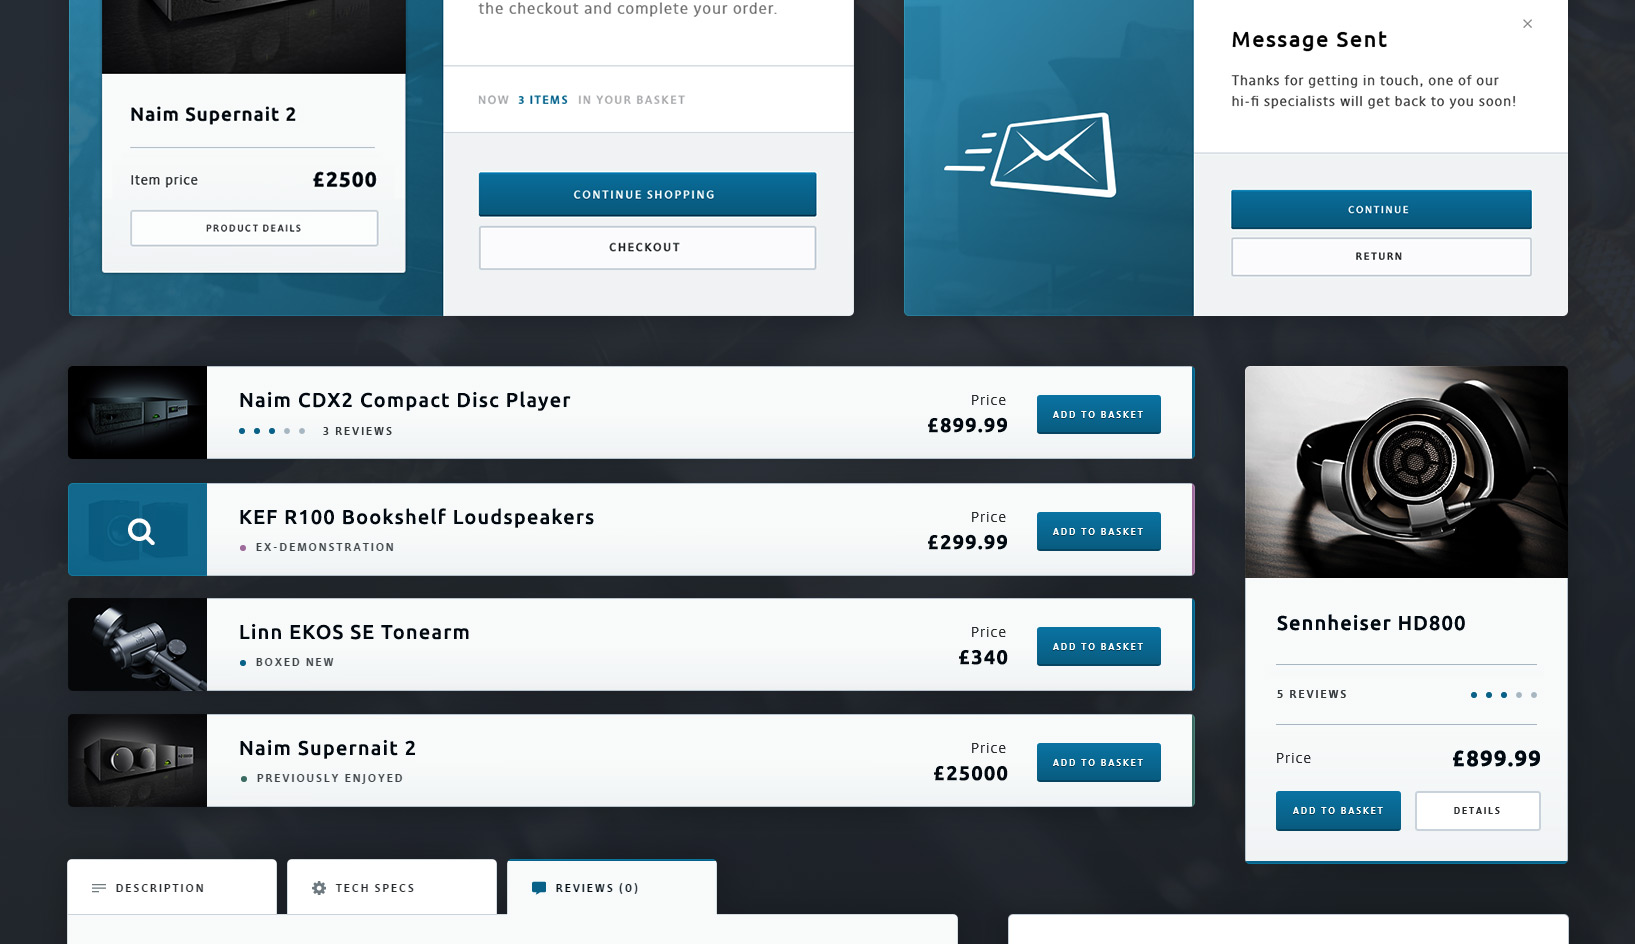 the checkout and complete your order.
Naim Supernait 2
Item price £2500
PRODUCT DEAILS
NOW 3 ITEMS IN YOUR BASKET
CONTINUE SHOPPING
CHECKOUT
Message Sent
Thanks for getting in touch, one of our
hi-fi specialists will get back to you soon!
CONTINUE
RETURN
Naim CDX2 Compact Disc Player
3 REVIEWS
Price
£899.99
ADD TO BASKET
KEF R100 Bookshelf Loudspeakers
EX-DEMONSTRATION
Price
£299.99
ADD TO BASKET
Linn EKOS SE Tonearm
BOXED NEW
Price
£340
ADD TO BASKET
Naim Supernait 2
PREVIOUSLY ENJOYED
Price
£25000
ADD TO BASKET
Sennheiser HD800
5 REVIEWS
Price £899.99
ADD TO BASKET
DETAILS
DESCRIPTION
TECH SPECS
REVIEWS (0)